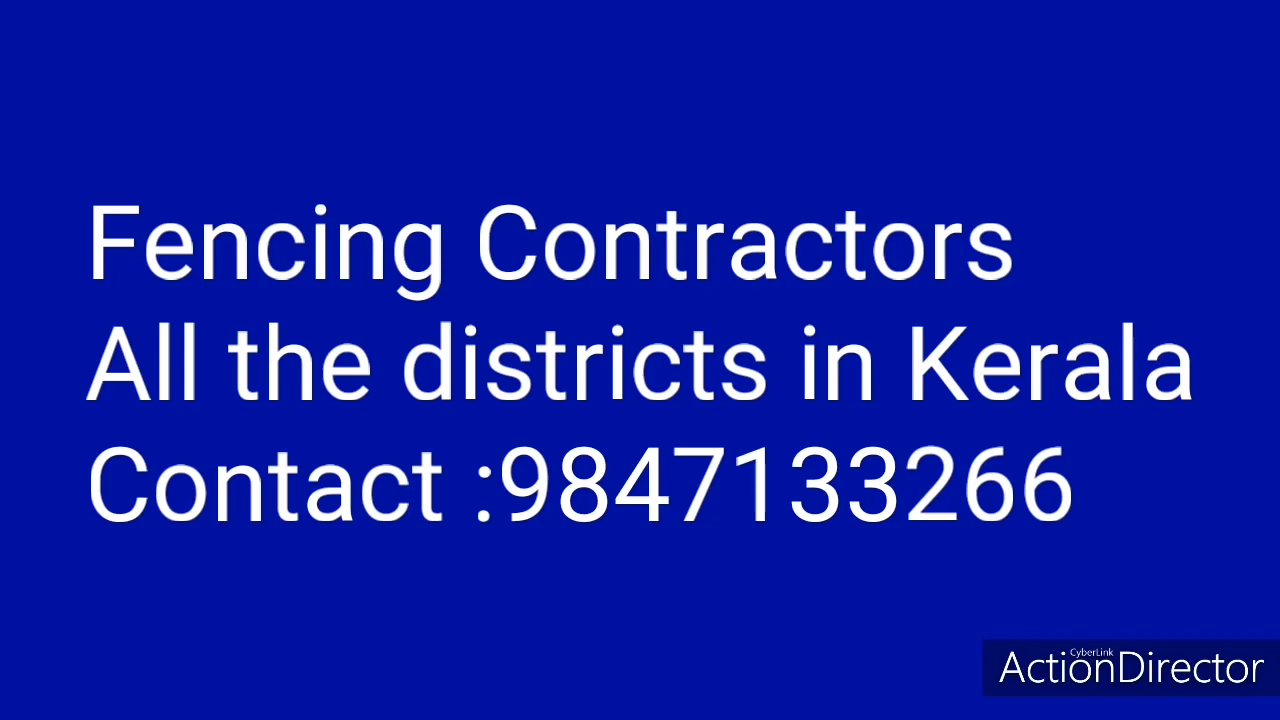 Fencing Contractors
All the districts in Kerala
Contact :9847133266
CyberLink
ActionDirector